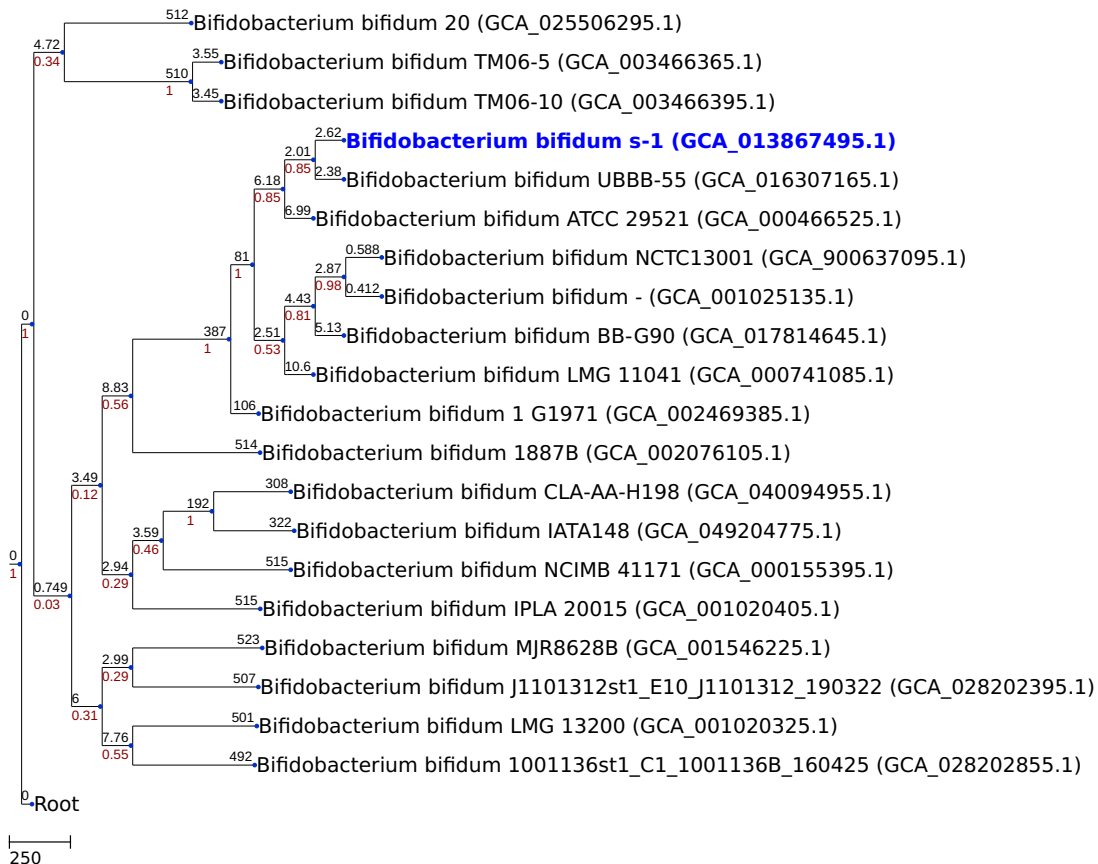 512 Bifidobacterium bifidum 20 (GCA_025506295.1)
4.72
0.34
3.55 Bifidobacterium bifidum TM06-5 (GCA_003466365.1)
510
1
3.45 Bifidobacterium bifidum TM06-10 (GCA_003466395.1)
2.62 Bifidobacterium bifidum s-1 (GCA_013867495.1)
2.01
0.85
2.38 Bifidobacterium bifidum UBBB-55 (GCA_016307165.1)
6.18
0.85
6.99 Bifidobacterium bifidum ATCC 29521 (GCA_000466525.1)
81
1
0.588 Bifidobacterium bifidum NCTC13001 (GCA_900637095.1)
2.87
0.98
0.412 Bifidobacterium bifidum - (GCA_001025135.1)
4.43
0.81
5.13 Bifidobacterium bifidum BB-G90 (GCA_017814645.1)
387
1
2.51
0.53
10.6 Bifidobacterium bifidum LMG 11041 (GCA_000741085.1)
0
1
8.83
0.56
106 Bifidobacterium bifidum 1 G1971 (GCA_002469385.1)
514 Bifidobacterium bifidum 1887B (GCA_002076105.1)
3.49
0.12
308 Bifidobacterium bifidum CLA-AA-H198 (GCA_040094955.1)
192
1
322 Bifidobacterium bifidum IATA148 (GCA_049204775.1)
3.59
0.46
515 Bifidobacterium bifidum NCIMB 41171 (GCA_000155395.1)
0
1
2.94
0.29
0.749
0.03
515 Bifidobacterium bifidum IPLA 20015 (GCA_001020405.1)
523 Bifidobacterium bifidum MJR8628B (GCA_001546225.1)
2.99
0.29
507 Bifidobacterium bifidum J1101312st1_E10_J1101312_190322 (GCA_028202395.1)
6
0.31
501 Bifidobacterium bifidum LMG 13200 (GCA_001020325.1)
7.76
0.55
492 Bifidobacterium bifidum 1001136st1_C1_1001136B_160425 (GCA_028202855.1)
0 Root
250